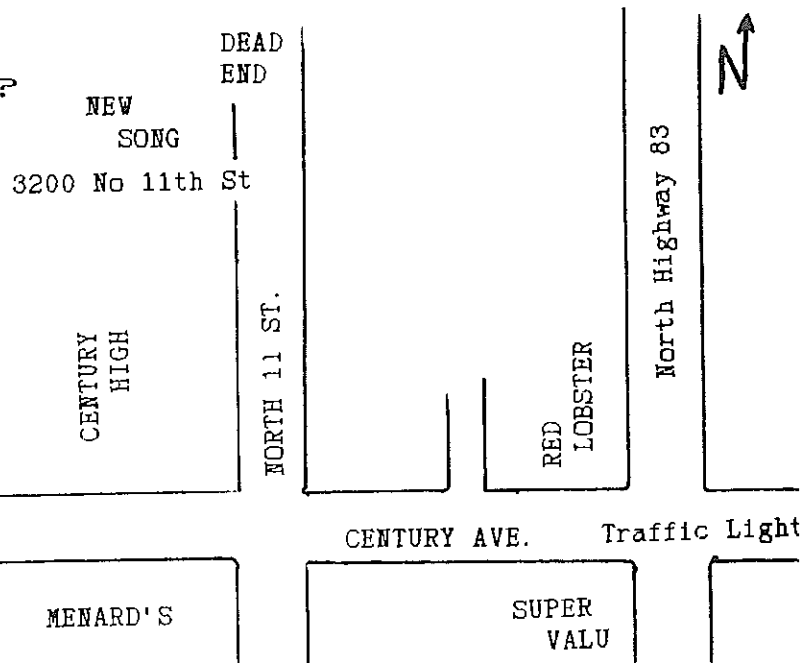 DEAD
END
?
NEW
SONG
3200 No 11th St
N
North Highway 83
CENTURY
HIGH
NORTH 11 ST.
RED
LOBSTER
CENTURY AVE.
Traffic Light
MENARD'S
SUPER
VALU